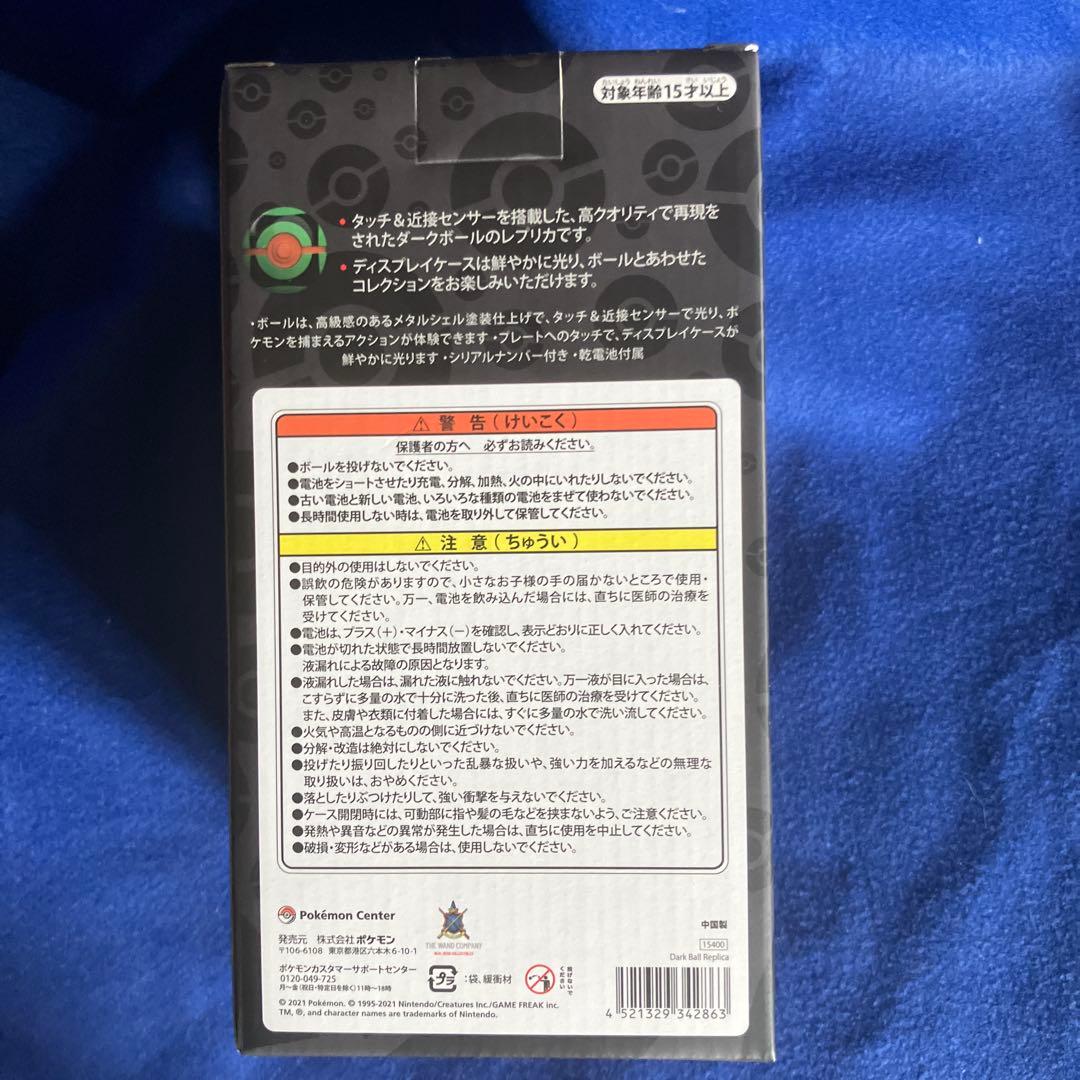 たいしょう ねんれい さい いじょう
対象年齢15才以上
• タッチ&近接センサーを搭載した、高クオリティで再現を
されたダークボールのレプリカです。
• ディスプレイケースは鮮やかに光り、ボールとあわせた
コレクションをお楽しみいただけます。
・ボールは、高級感のあるメタルシェル塗装仕上げで、タッチ&近接センサーで光り、ポ
ケモンを捕まえるアクションが体験できます ・プレートへのタッチで、ディスプレイケースが
鮮やかに光ります ・シリアルナンバー付き ・乾電池付属
⚠ 警 告(けいこく)
保護者の方へ 必ずお読みください。
●ボールを投げないでください。
●電池をショートさせたり充電、分解、加熱、火の中にいれたりしないでください。
●古い電池と新しい電池、いろいろな種類の電池をまぜて使わないでください。
●長時間使用しない時は、電池を取り外して保管してください。
⚠ 注 意(ちゅうい)
●目的外の使用はしないでください。
●誤飲の危険がありますので、小さなお子様の手の届かないところで使用・
保管してください。万一、電池を飲み込んだ場合には、直ちに医師の治療を
受けてください。
●電池は、プラス(+)・マイナス(−)を確認し、表示どおりに正しく入れてください。
●電池が切れた状態で長時間放置しないでください。
液漏れによる故障の原因となります。
●液漏れした場合は、漏れた液に触れないでください。万一液が目に入った場合は、
こすらずに多量の水で十分に洗った後、直ちに医師の治療を受けてください。
また、皮膚や衣類に付着した場合には、すぐに多量の水で洗い流してください。
●火気や高温となるものの側に近づけないでください。
●分解・改造は絶対にしないでください。
●投げたり振り回したりといった乱暴な扱いや、強い力を加えるなどの無理な
取り扱いは、おやめください。
●落としたりぶつけたりして、強い衝撃を与えないでください。
●ケース開閉時には、可動部に指や髪の毛などを挟まないよう、ご注意ください。
●発熱や異音などの異常が発生した場合は、直ちに使用を中止してください。
●破損・変形などがある場合は、使用しないでください。
Pokémon Center
発売元 株式会社 ポケモン
〒106-6108 東京都港区六本木6-10-1
ポケモンカスタマーサポートセンター
0120-049-725
月〜金(祝日・特定日を除く)11時〜18時
THE WAND COMPANY
プラ :袋、緩衝材
投げないで
ください
中国製
15400
Dark Ball Replica
4 521329 342863
© 2021 Pokémon. © 1995-2021 Nintendo/Creatures Inc./GAME FREAK inc.
TM, ®, and character names are trademarks of Nintendo.